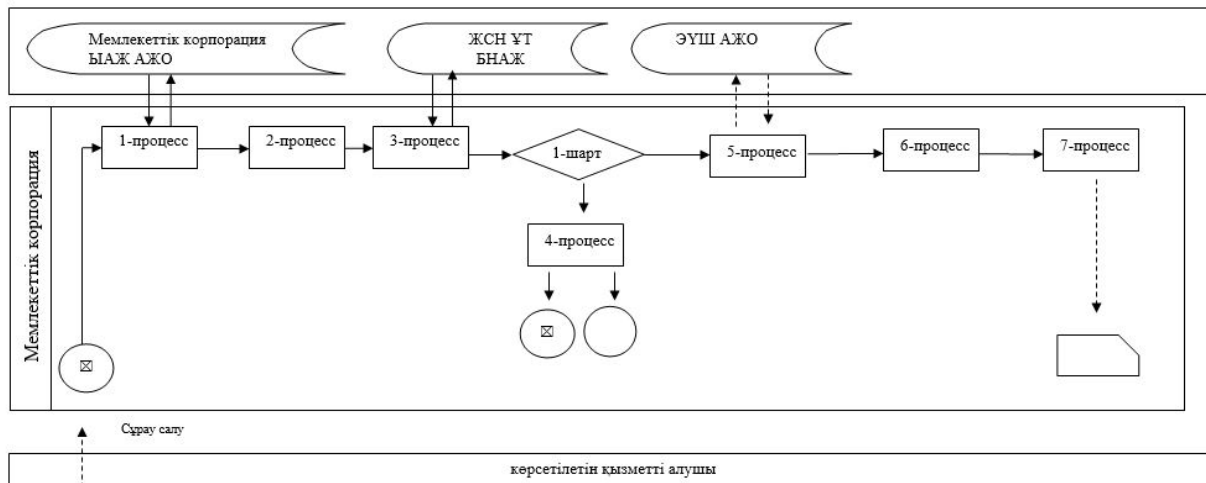 Мемлекеттік корпорация
ЫАЖ АЖО
ЖСН ҰТ
БНАЖ
ЭҮШ АЖО
Мемлекеттік корпорация
1-процесс
2-процесс
3-процесс
1-шарт
5-процесс
6-процесс
7-процесс
4-процесс
Сұрау салу
көрсетілетін қызметті алушы